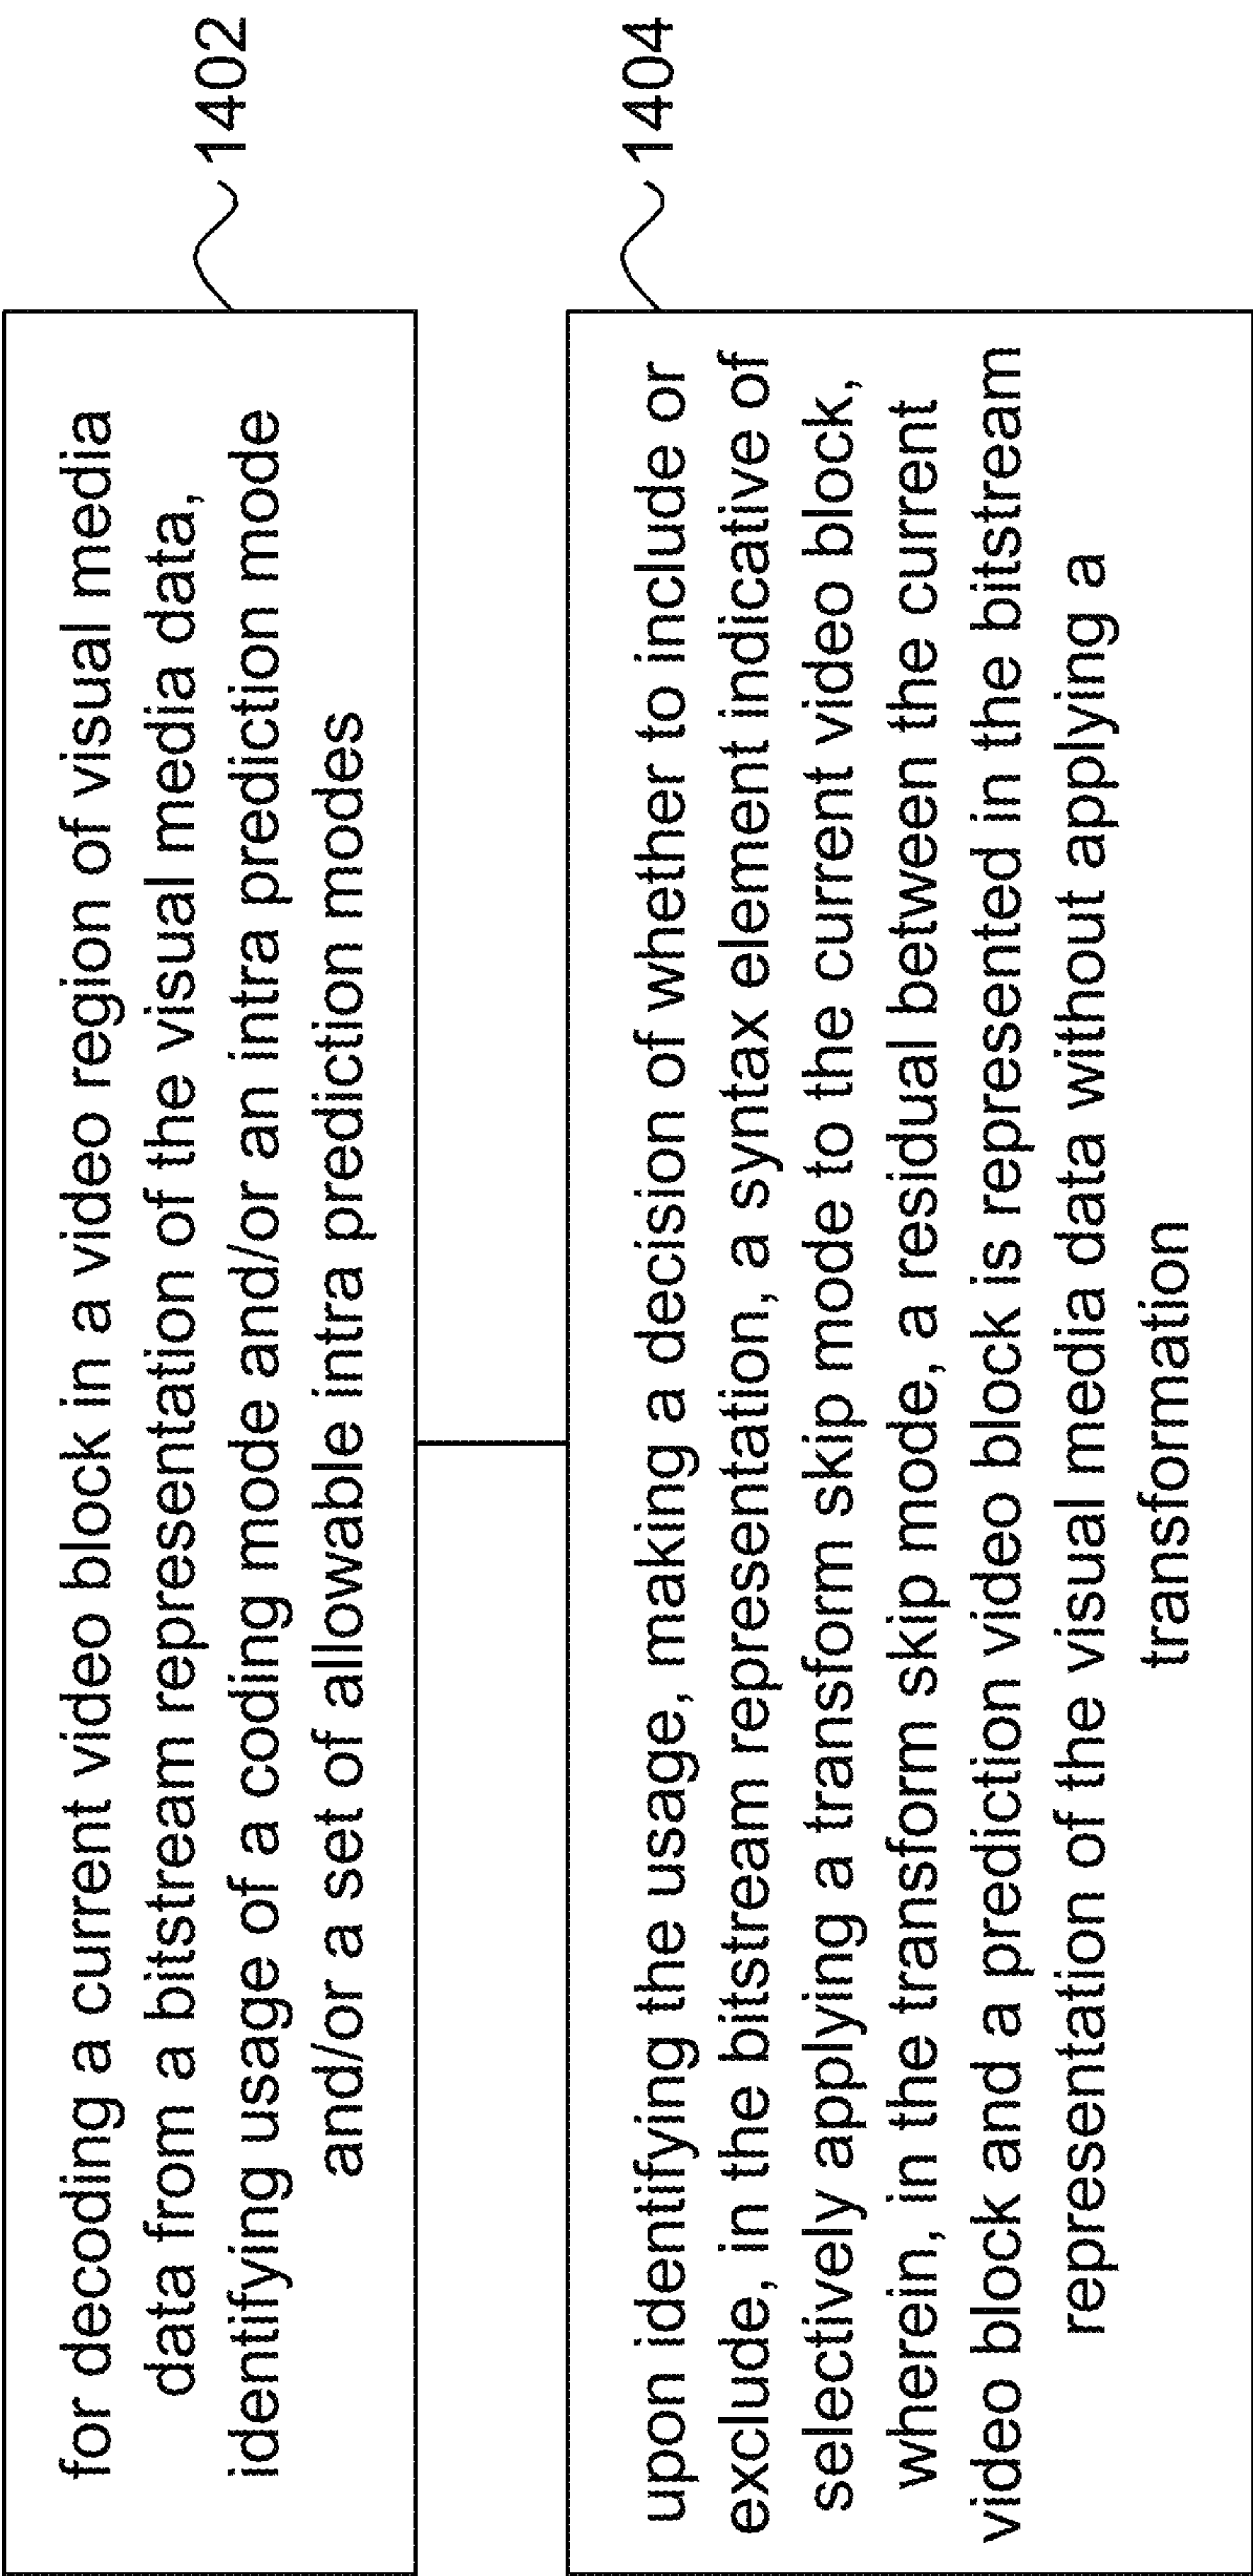 for decoding a current video block in a video region of visual media
data from a bitstream representation of the visual media data,
identifying usage of a coding mode and/or an intra prediction mode
and/or a set of allowable intra prediction modes
1402
upon identifying the usage, making a decision of whether to include or
exclude, in the bitstream representation, a syntax element indicative of
selectively applying a transform skip mode to the current video block,
wherein, in the transform skip mode, a residual between the current
video block and a prediction video block is represented in the bitstream
representation of the visual media data without applying a
transformation
1404